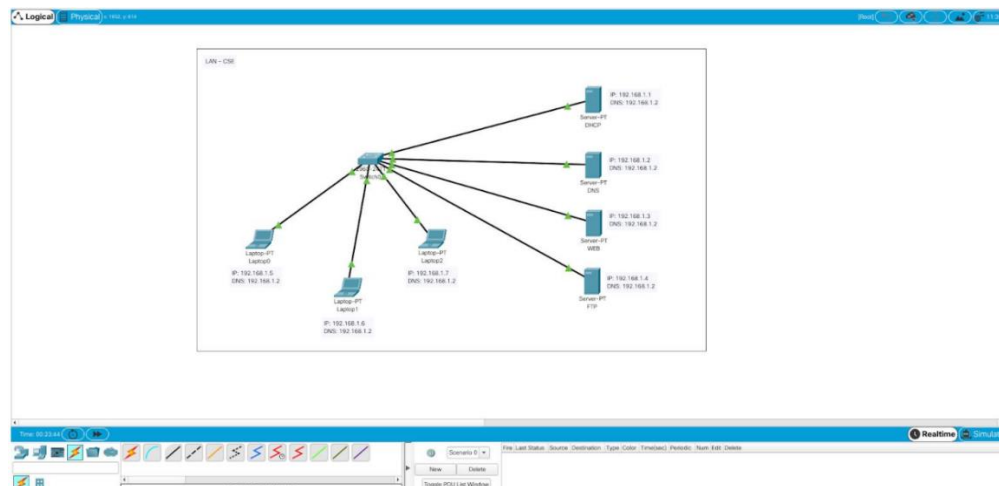 Logical
Physical
[Root]
LAN - CSE
IP: 192.168.1.1
DNS: 192.168.1.2
Server-PT
DHCP
IP: 192.168.1.2
DNS: 192.168.1.2
Server-PT
DNS
IP: 192.168.1.3
DNS: 192.168.1.2
Server-PT
WEB
IP: 192.168.1.4
DNS: 192.168.1.2
Server-PT
FTP
Laptop-PT
Laptop0
IP: 192.168.1.5
DNS: 192.168.1.2
Laptop-PT
Laptop2
IP: 192.168.1.7
DNS: 192.168.1.2
Laptop-PT
Laptop1
IP: 192.168.1.6
DNS: 192.168.1.2
Time: 00:23:44
Realtime
Scenario 0
New
Delete
Toggle PDU List Window
Fire Last Status Source Destination Type Color Time(sec) Periodic Num Edit Delete